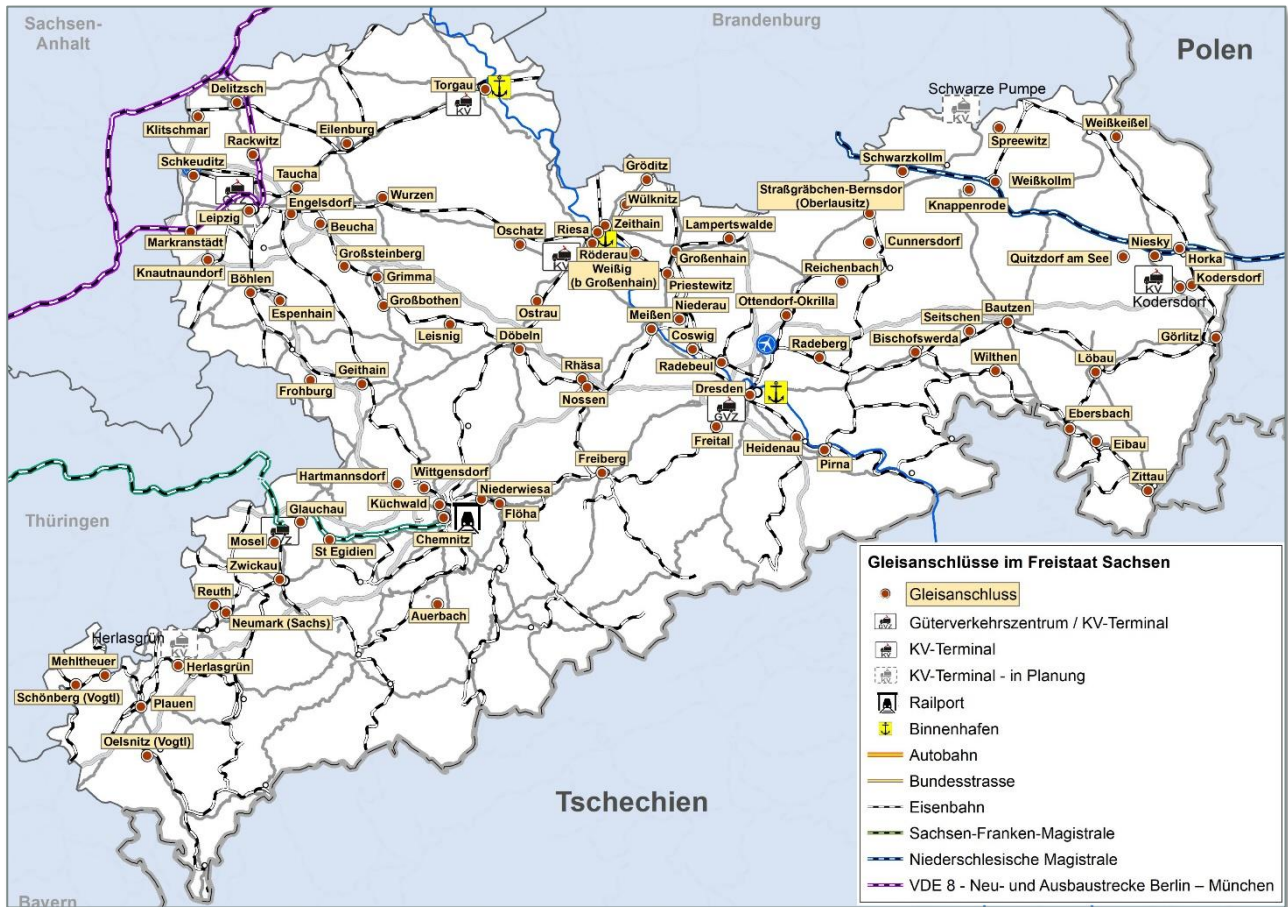 Sachsen-
Anhalt
Brandenburg
Polen
Delitzsch
Torgau
KV
Schwarze Pumpe
KV
Klitschmar
Eilenburg
Weißkeißel
Rackwitz
Spreewitz
Schkeuditz
Gröditz
Schwarzkollm
Taucha
Wülknitz
Straßgräbchen-Bernsdor
(Oberlausitz)
Weißkollm
Wurzen
Engelsdorf
Leipzig
Zeithain
Lampertswalde
Knappenrode
Beucha
Riesa
Markranstädt
Oschatz
Cunnersdorf
Niesky
KV
Röderau
Großenhain
Quitzdorf am See
Horka
Knautnaundorf
Großsteinberg
Weißig
(b Großenhain)
Reichenbach
KV
Kodersdorf
Böhlen
Grimma
Priestewitz
Kodersdorf
Espenhain
Großbothen
Ostrau
Niederau
Ottendorf-Okrilla
Bautzen
Meißen
Seitschen
Leisnig
Döbeln
Coswig
Radeberg
Bischofswerda
Görlitz
Wilthen
Löbau
Geithain
Rhäsa
Radebeul
Frohburg
Nossen
Dresden
GVZ
Ebersbach
Freital
Heidenau
Pirna
Eibau
Hartmannsdorf
Wittgensdorf
Freiberg
Zittau
Niederwiesa
Küchwald
Flöha
Thüringen
Glauchau
Z
Mosel
St Egidien
Chemnitz
Zwickau
Reuth
Auerbach
Neumark (Sachs)
Herlasgrün
KV
Mehltheuer
Herlasgrün
Schönberg (Vogtl)
Plauen
Oelsnitz (Vogtl)
Tschechien
Bayern
Gleisanschlüsse im Freistaat Sachsen
Gleisanschluss
GVZ
Güterverkehrszentrum / KV-Terminal
KV
KV-Terminal
KV
KV-Terminal - in Planung
Railport
Binnenhafen
Autobahn
Bundesstrasse
Eisenbahn
Sachsen-Franken-Magistrale
Niederschlesische Magistrale
VDE 8 - Neu- und Ausbaustrecke Berlin – München